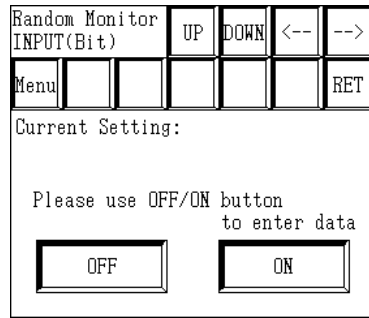 Random Monitor
INPUT(Bit)
UP
DOWN
<--
-->
Menu
RET
Current Setting:
Please use OFF/ON button
to enter data
OFF
ON